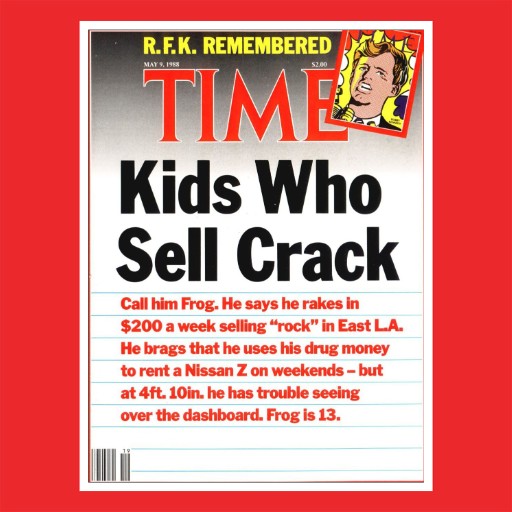 R.F.K. REMEMBERED
MAY 9, 1988 $2.00
TIME
Kids Who
Sell Crack
Call him Frog. He says he rakes in
$200 a week selling “rock” in East L.A.
He brags that he uses his drug money
to rent a Nissan Z on weekends – but
at 4ft. 10in. he has trouble seeing
over the dashboard. Frog is 13.
19